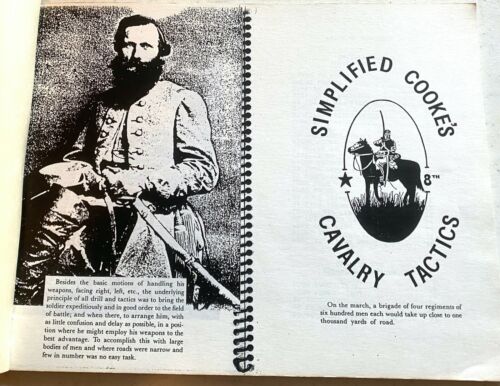 Besides the basic motions of handling his
weapons, facing right, left, etc., the underlying
principle of all drill and tactics was to bring the
soldier expeditiously and in good order to the field
of battle; and when there, to arrange him, with
as little confusion and delay as possible, in a posi-
tion where he might employ his weapons to the
best advantage. To accomplish this with large
bodies of men and where roads were narrow and
few in number was no easy task.
SIMPLIFIED COOKE'S
8TH
CAVALRY TACTICS
On the march, a brigade of four regiments of
six hundred men each would take up close to one
thousand yards of road.